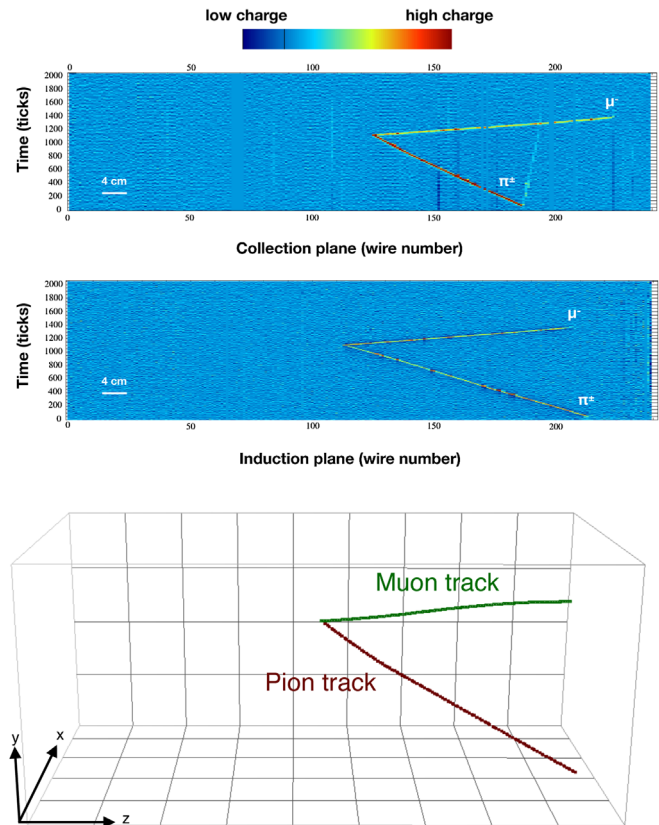 low charge high charge
0 50 100 150 200
Time (ticks)
2000
1800
1600
1400
1200
1000
800
600
400
200
0
μ-
π±
4 cm
0 50 100 150 200
Collection plane (wire number)
Time (ticks)
2000
1800
1600
1400
1200
1000
800
600
400
200
0
μ-
π±
4 cm
0 50 100 150 200
Induction plane (wire number)
Muon track
Pion track
y
x
z